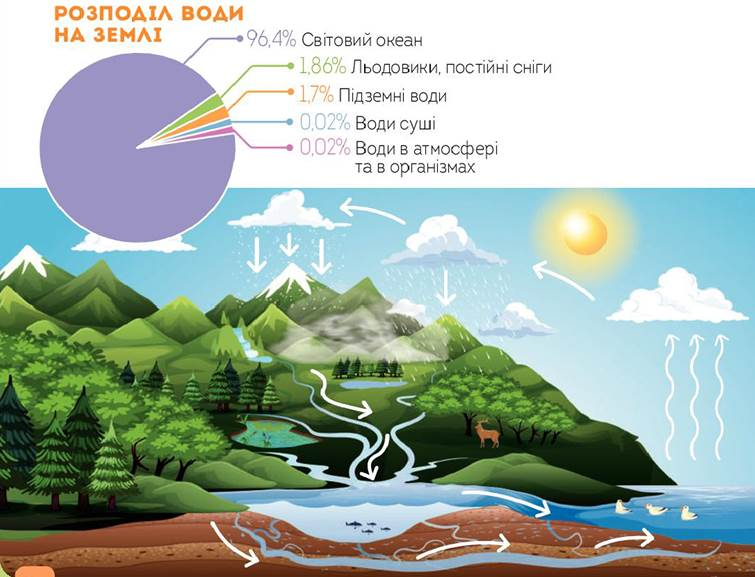 РОЗПОДІЛ ВОДИ
НА ЗЕМЛІ
96,4% Світовий океан
1,86% Льодовики, постійні сніги
1,7% Підземні води
0,02% Води суші
0,02% Води в атмосфері
та в організмах